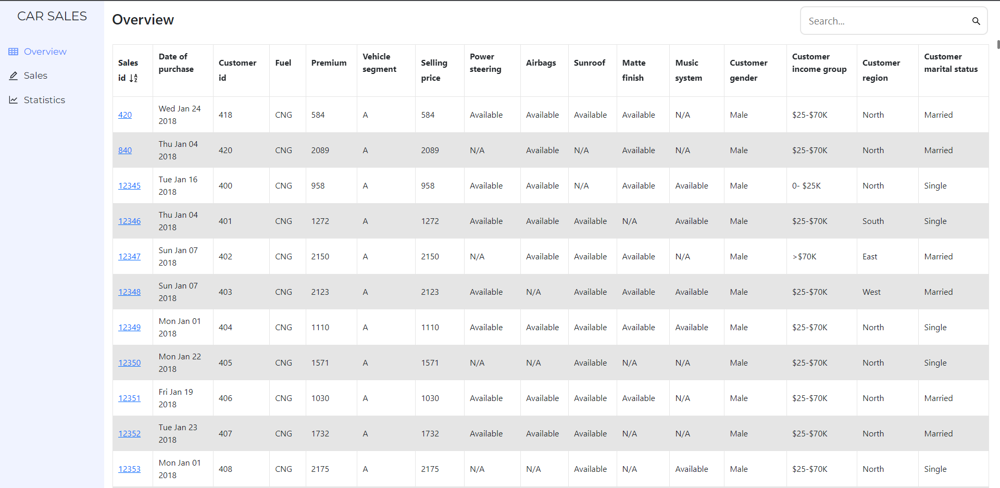 CAR SALES
Overview
Sales
Statistics
Overview
Search...
Sales id Date of purchase Customer id Fuel Premium Vehicle segment Selling price Power steering Airbags Sunroof Matte finish Music system Customer gender Customer income group Customer region Customer marital status
420 Wed Jan 24 2018 418 CNG 584 A 584 Available Available Available Available N/A Male $25-$70K North Married
840 Thu Jan 04 2018 420 CNG 2089 A 2089 N/A Available N/A Available N/A Male $25-$70K North Married
12345 Tue Jan 16 2018 400 CNG 958 A 958 Available Available N/A Available Available Male 0- $25K North Single
12346 Thu Jan 04 2018 401 CNG 1272 A 1272 Available Available Available N/A Available Male $25-$70K South Single
12347 Sun Jan 07 2018 402 CNG 2150 A 2150 N/A Available Available Available N/A Male >$70K East Married
12348 Sun Jan 07 2018 403 CNG 2123 A 2123 Available N/A Available Available Available Male $25-$70K West Married
12349 Mon Jan 01 2018 404 CNG 1110 A 1110 Available Available Available Available Available Male $25-$70K North Single
12350 Mon Jan 22 2018 405 CNG 1571 A 1571 N/A N/A Available N/A N/A Male $25-$70K North Single
12351 Fri Jan 19 2018 406 CNG 1030 A 1030 Available Available Available Available N/A Male $25-$70K North Married
12352 Tue Jan 23 2018 407 CNG 1732 A 1732 Available Available Available N/A N/A Male $25-$70K North Married
12353 Mon Jan 01 2018 408 CNG 2175 A 2175 N/A N/A Available N/A Available Male $25-$70K North Single